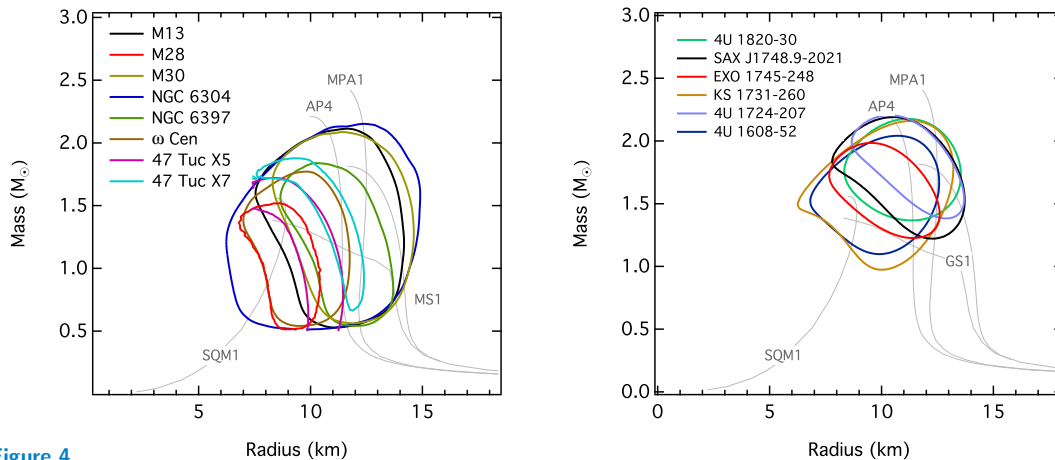 3.0
2.5
2.0
1.5
1.0
0.5
Mass (M☉)
M13
M28
M30
NGC 6304
NGC 6397
ω Cen
47 Tuc X5
47 Tuc X7
MPA1
AP4
MS1
SQM1
5 10 15
Radius (km)
3.0
2.5
2.0
1.5
1.0
0.5
0.0
Mass (M☉)
4U 1820-30
SAX J1748.9-2021
EXO 1745-248
KS 1731-260
4U 1724-207
4U 1608-52
MPA1
AP4
GS1
SQM1
0 5 10 15
Radius (km)
Figure 4